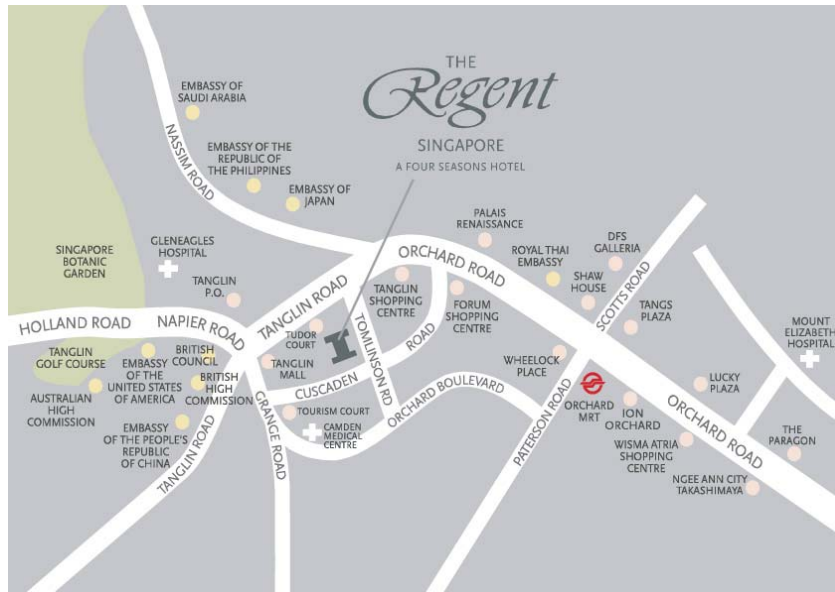 THE
Regent
SINGAPORE
A FOUR SEASONS HOTEL
EMBASSY OF
SAUDI ARABIA
NASSIM ROAD
EMBASSY OF THE
REPUBLIC OF
THE PHILIPPINES
EMBASSY OF
JAPAN
SINGAPORE
BOTANIC
GARDEN
GLENEAGLES
HOSPITAL
TANGLIN
P.O.
PALAIS
RENAISSANCE
ORCHARD ROAD
ROYAL THAI
EMBASSY
DFS
GALLERIA
SHAW
HOUSE
SCOTTS ROAD
TANGS
PLAZA
MOUNT
ELIZABETH
HOSPITAL
TANGLIN ROAD
TANGLIN
SHOPPING
CENTRE
FORUM
SHOPPING
CENTRE
HOLLAND ROAD
NAPIER ROAD
TUDOR
COURT
TOMLINSON RD
CUSCADEN
ROAD
TANGLIN
GOLF COURSE
EMBASSY
OF THE
UNITED STATES
OF AMERICA
BRITISH
COUNCIL
BRITISH
HIGH
COMMISSION
TANGLIN
MALL
AUSTRALIAN
HIGH
COMMISSION
EMBASSY
OF THE PEOPLE'S
REPUBLIC
OF CHINA
TANGLIN ROAD
GRANGE ROAD
TOURISM COURT
CAMDEN
MEDICAL
CENTRE
ORCHARD BOULEVARD
WHEELOCK
PLACE
PATERSON ROAD
ORCHARD
MRT
ION
ORCHARD
WISMA ATRIA
SHOPPING
CENTRE
LUCKY
PLAZA
ORCHARD ROAD
THE
PARAGON
NGEE ANN CITY
TAKASHIMAYA